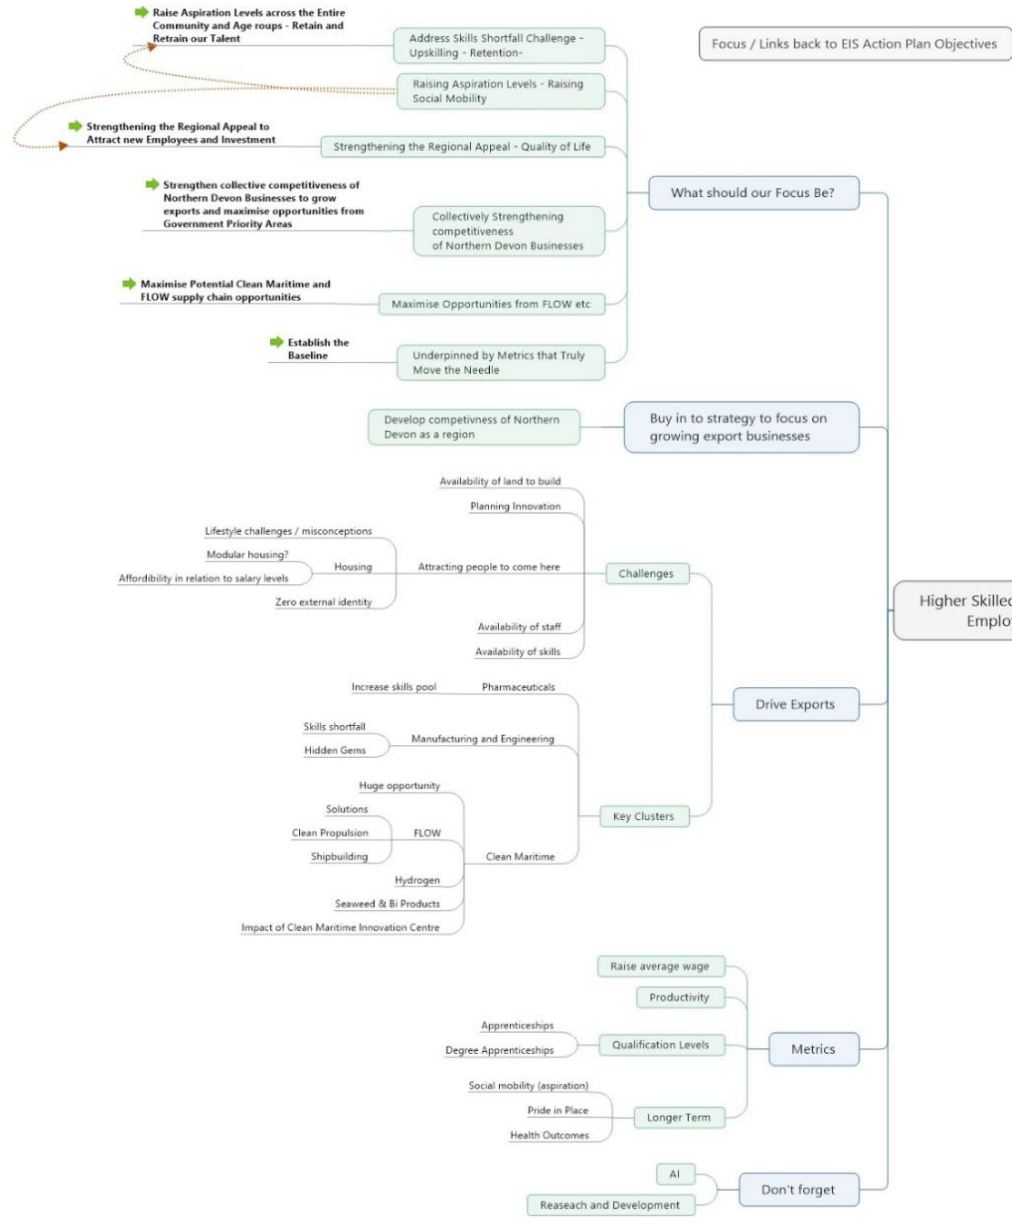 Raise Aspiration Levels across the Entire
Community and Age roups - Retain and
Retrain our Talent
Address Skills Shortfall Challenge -
Upskilling - Retention-
Focus / Links back to EIS Action Plan Objectives
Raising Aspiration Levels - Raising
Social Mobility
Strengthening the Regional Appeal to
Attract new Employees and Investment
Strengthening the Regional Appeal - Quality of Life
What should our Focus Be?
Strengthen collective competitiveness of
Northern Devon Businesses to grow
exports and maximise opportunities from
Government Priority Areas
Collectively Strengthening
competitiveness
of Northern Devon Businesses
Maximise Potential Clean Maritime and
FLOW supply chain opportunities
Maximise Opportunities from FLOW etc
Establish the
Baseline
Underpinned by Metrics that Truly
Move the Needle
Develop competivness of Northern
Devon as a region
Buy in to strategy to focus on
growing export businesses
Availability of land to build
Planning Innovation
Lifestyle challenges / misconceptions
Modular housing?
Affordibility in relation to salary levels
Housing
Zero external identity
Attracting people to come here
Challenges
Availability of staff
Availability of skills
Higher Skilled
Emplo
Increase skills pool
Pharmaceuticals
Drive Exports
Skills shortfall
Hidden Gems
Manufacturing and Engineering
Key Clusters
Huge opportunity
Solutions
Clean Propulsion
Shipbuilding
FLOW
Clean Maritime
Hydrogen
Seaweed & Bi Products
Impact of Clean Maritime Innovation Centre
Raise average wage
Productivity
Apprenticeships
Degree Apprenticeships
Qualification Levels
Metrics
Social mobility (aspiration)
Pride in Place
Health Outcomes
Longer Term
AI
Reaseach and Development
Don't forget